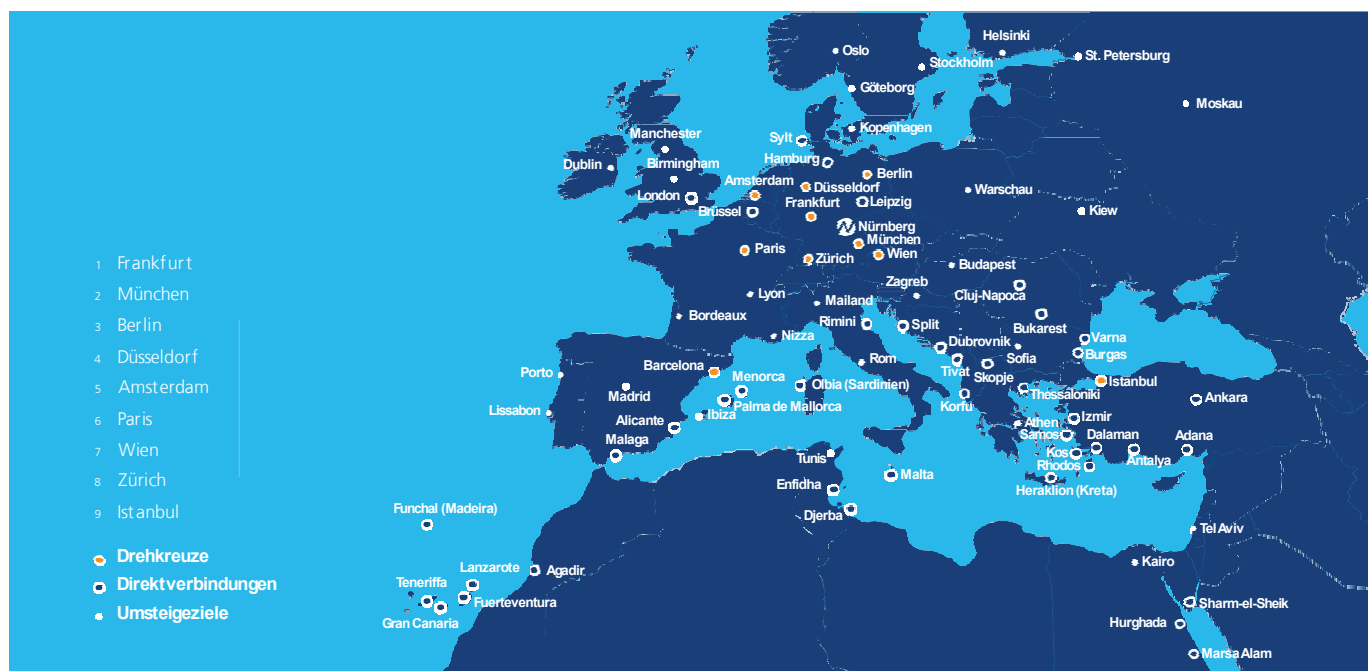 Helsinki
Oslo
St. Petersburg
Stockholm
Göteborg
Moskau
Kopenhagen
Manchester
Sylt
Hamburg
Dublin
Birmingham
Berlin
Amsterdam
Düsseldorf
Warschau
London
Leipzig
Frankfurt
Brüssel
Kiew
Nürnberg
München
Paris
Wien
Zürich
Budapest
Zagreb
Lyon
Cluj-Napoca
Mailand
Bordeaux
Rimini
Split
Bukarest
Nizza
Dubrovnik
Varna
Sofia
Burgas
Rom
Tivat
Barcelona
Porto
Menorca
Skopje
Olbia (Sardinien)
Istanbul
Madrid
Thessaloniki
Ankara
Palma de Mallorca
Korfu
Lissabon
Ibiza
Alicante
Izmir
Athen
Samos
Malaga
Dalaman
Adana
Kos
Tunis
Antalya
Rhodos
Malta
Enfidha
Heraklion (Kreta)
Djerba
Funchal (Madeira)
Tel Aviv
Kairo
Lanzarote
Agadir
Teneriffa
Fuerteventura
Sharm-el-Sheik
Gran Canaria
Hurghada
Marsa Alam
1 Frankfurt
2 München
3 Berlin
4 Düsseldorf
5 Amsterdam
6 Paris
7 Wien
8 Zürich
9 Istanbul
Drehkreuze
Direktverbindungen
Umsteigeziele